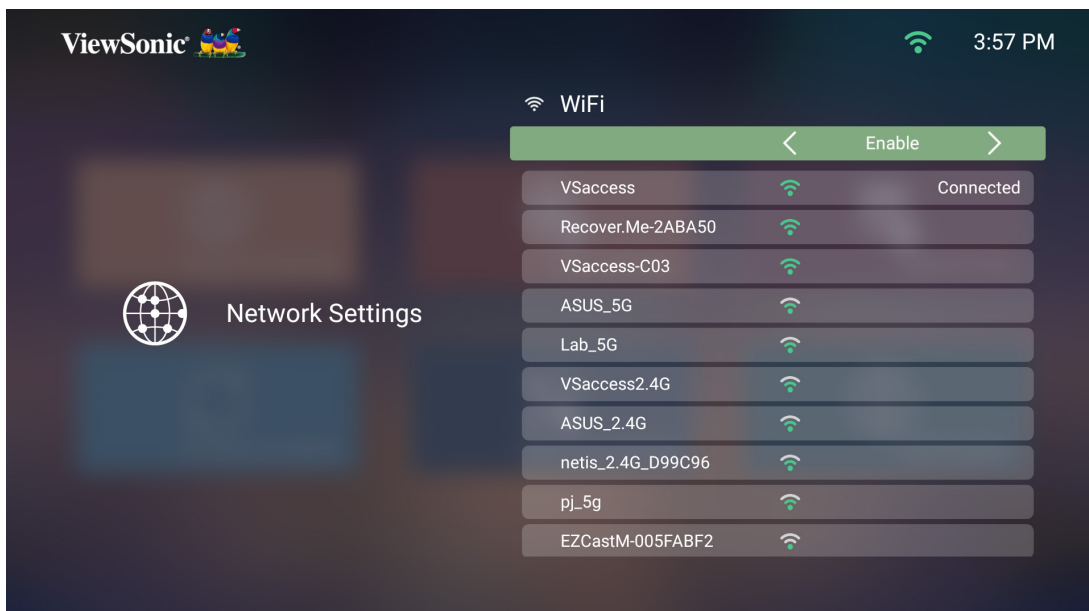 ViewSonic
3:57 PM
WiFi
Enable
VSaccess Connected
Recover.Me-2ABA50
VSaccess-C03
ASUS_5G
Network Settings
Lab_5G
VSaccess2.4G
ASUS_2.4G
netis_2.4G_D99C96
pj_5g
EZCastM-005FABF2